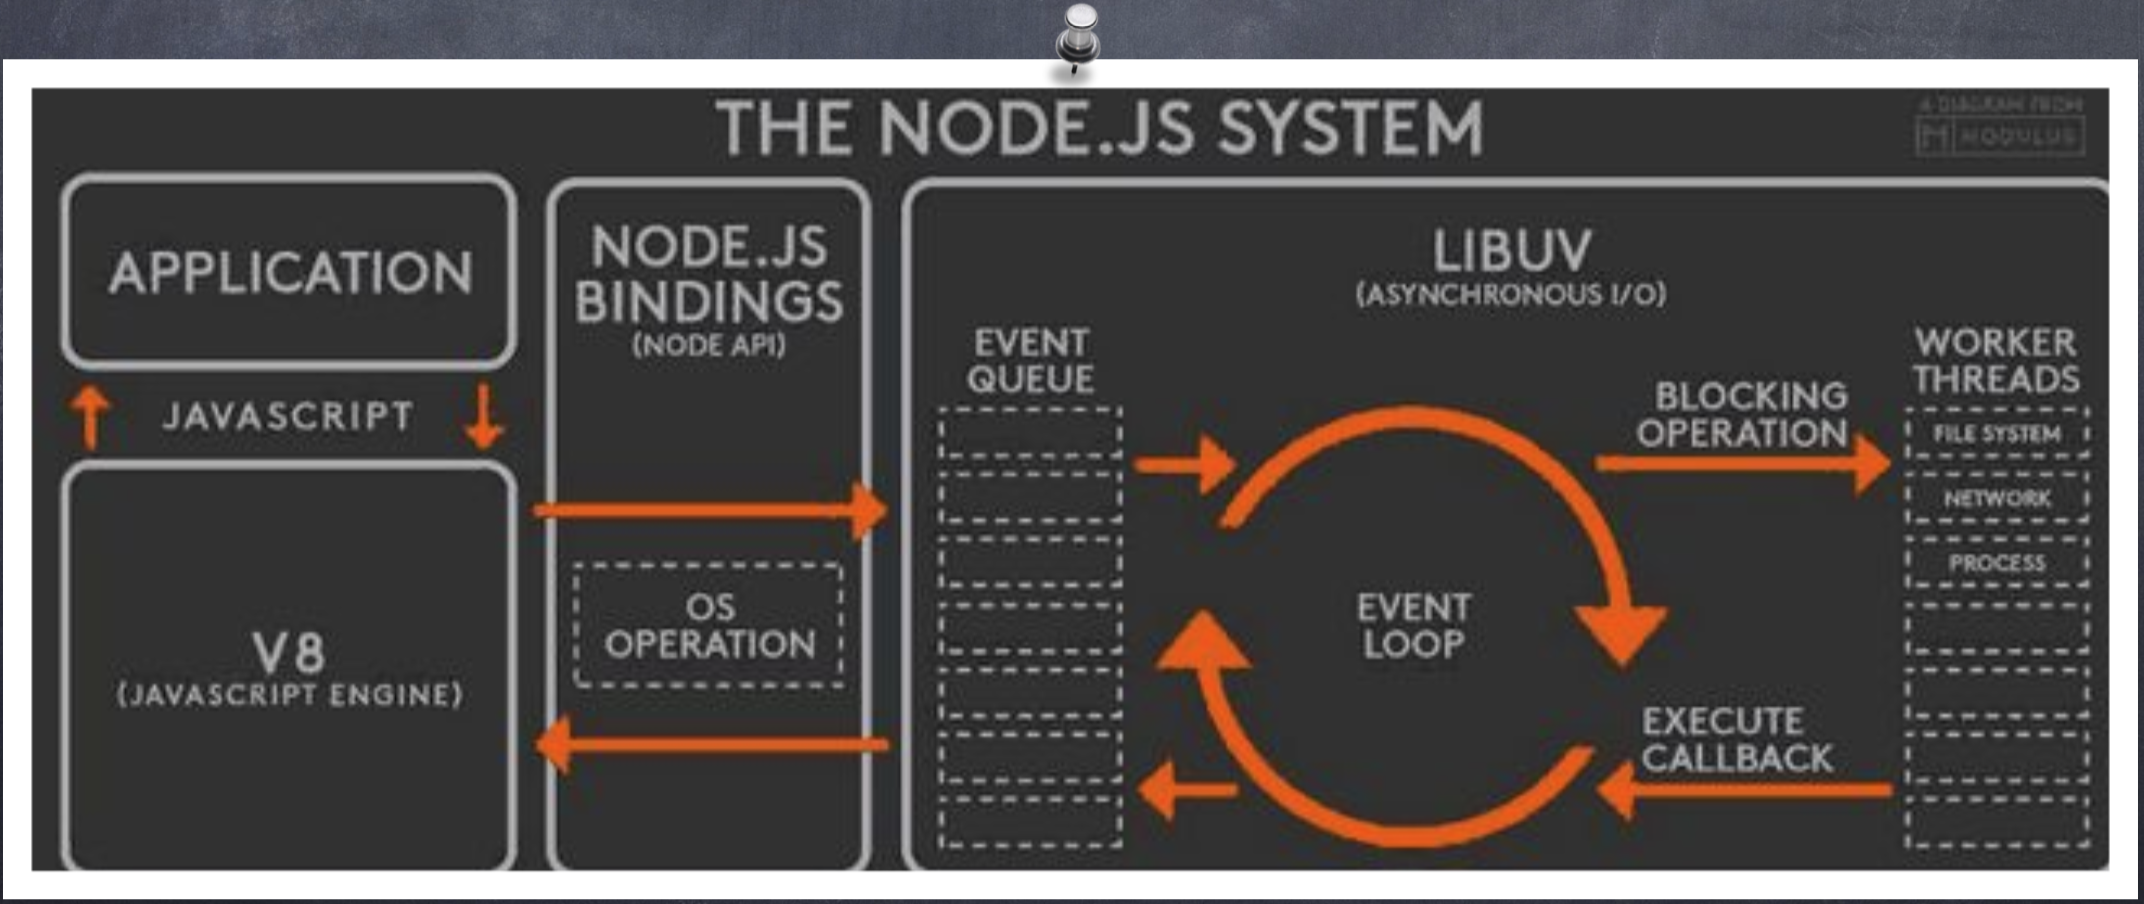 THE NODE.JS SYSTEM
A DIAGRAM FROM
MODULUS
APPLICATION
JAVASCRIPT
V8
(JAVASCRIPT ENGINE)
NODE.JS
BINDINGS
(NODE API)
OS
OPERATION
LIBUV
(ASYNCHRONOUS I/O)
EVENT
QUEUE
EVENT
LOOP
BLOCKING
OPERATION
EXECUTE
CALLBACK
WORKER
THREADS
FILE SYSTEM
NETWORK
PROCESS